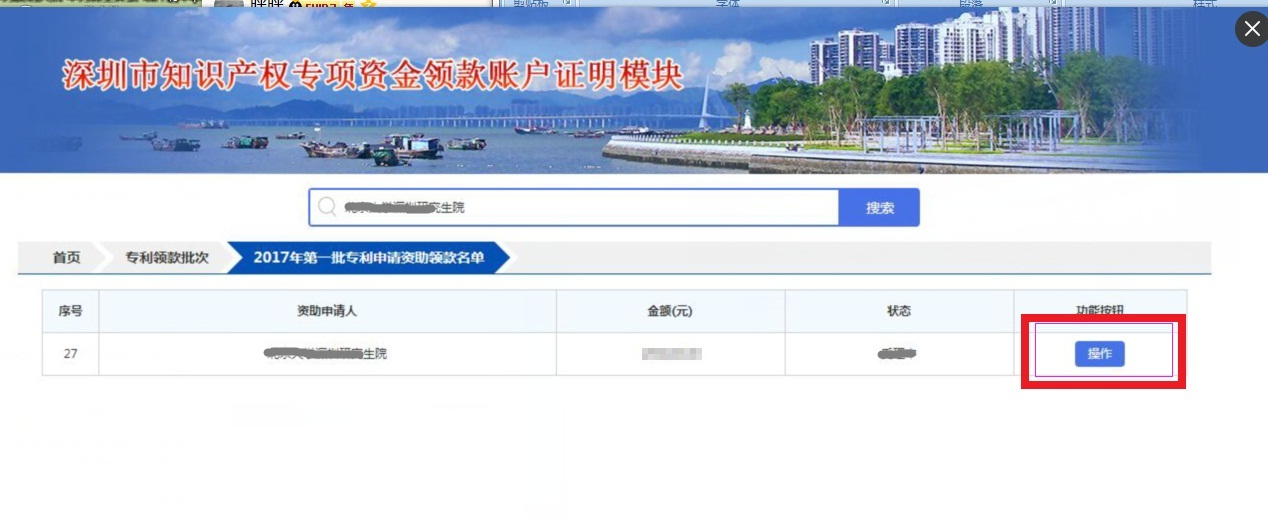 深圳市知识产权专项资金领款账户证明模块
生院 搜索
首页 专利领款批次 2017年第一批专利申请资助领款名单
序号 资助申请人 金额(元) 状态 功能按钮
27 生院 操作